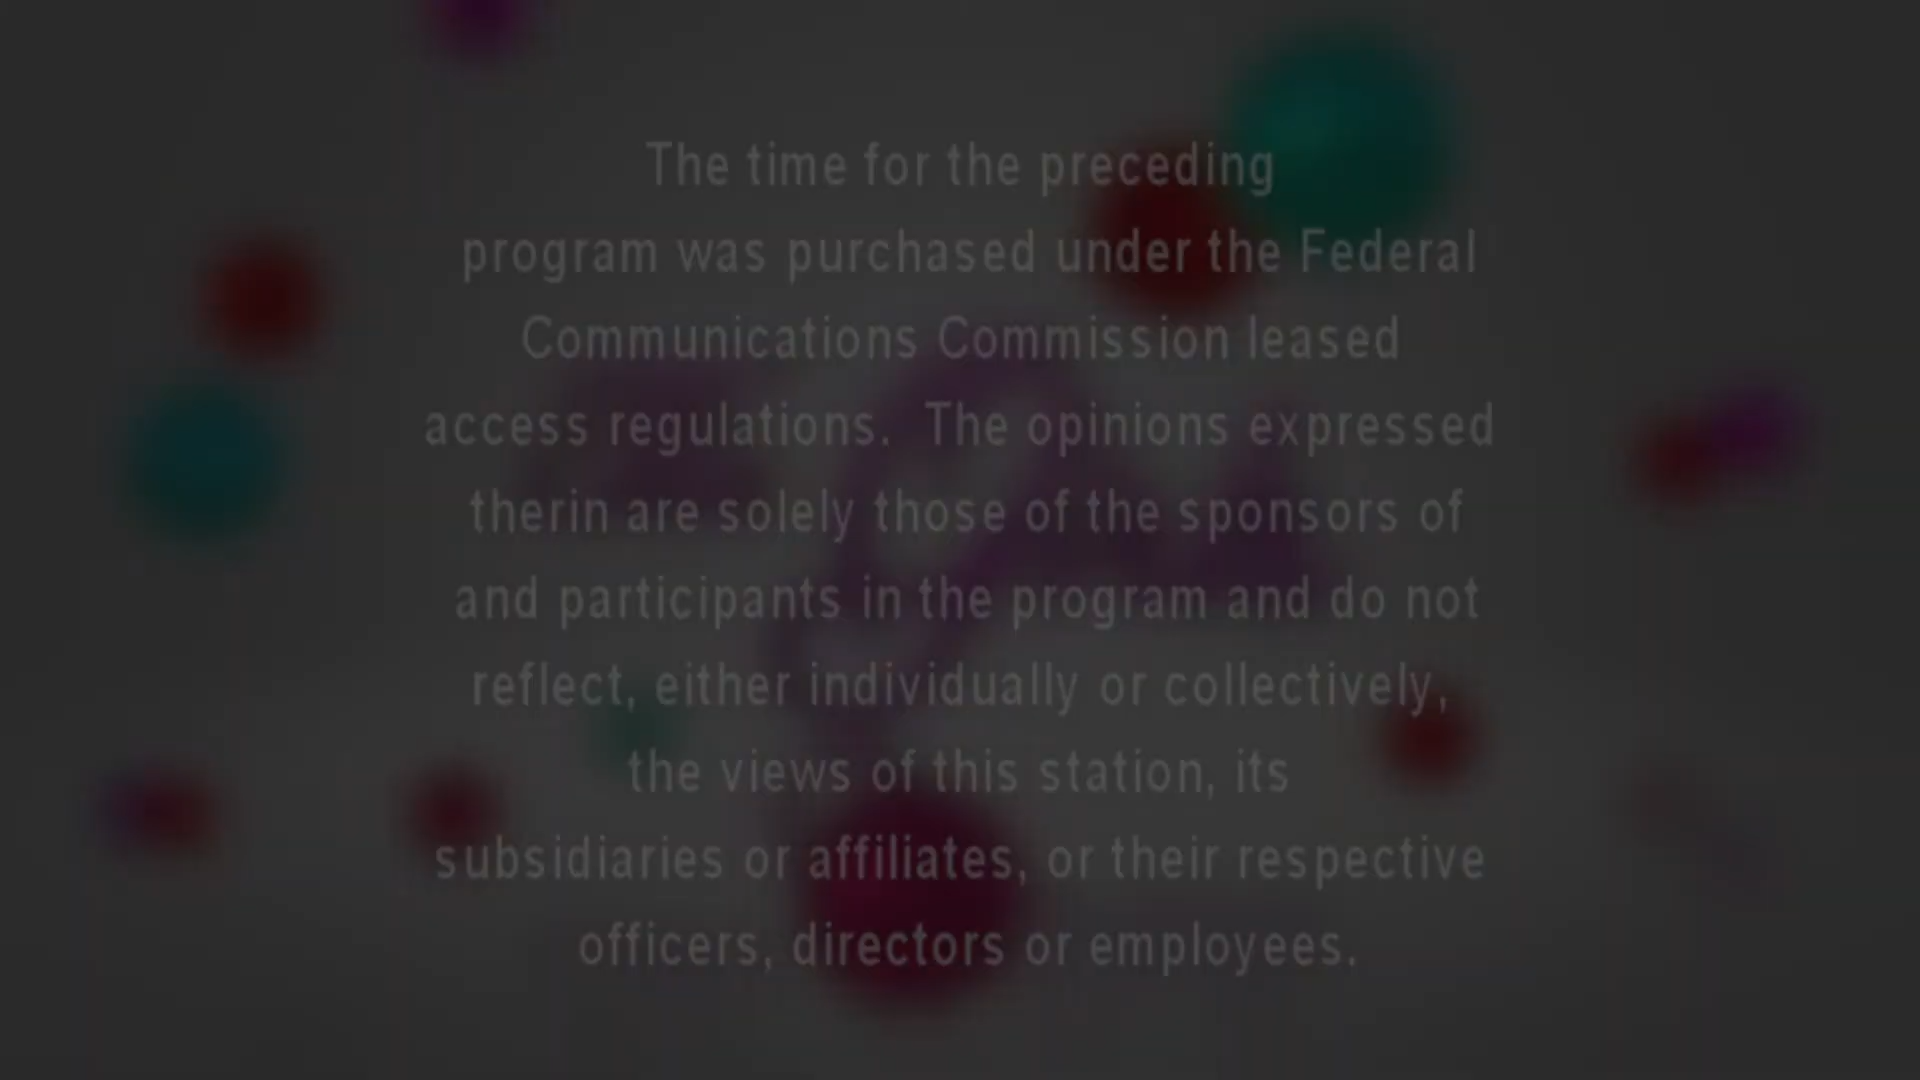 The time for the preceding
program was purchased under the Federal
Communications Commission leased
access regulations.  The opinions expressed
therin are solely those of the sponsors of
and participants in the program and do not
reflect, either individually or collectively,
the views of this station, its
subsidiaries or affiliates, or their respective
officers, directors or employees.